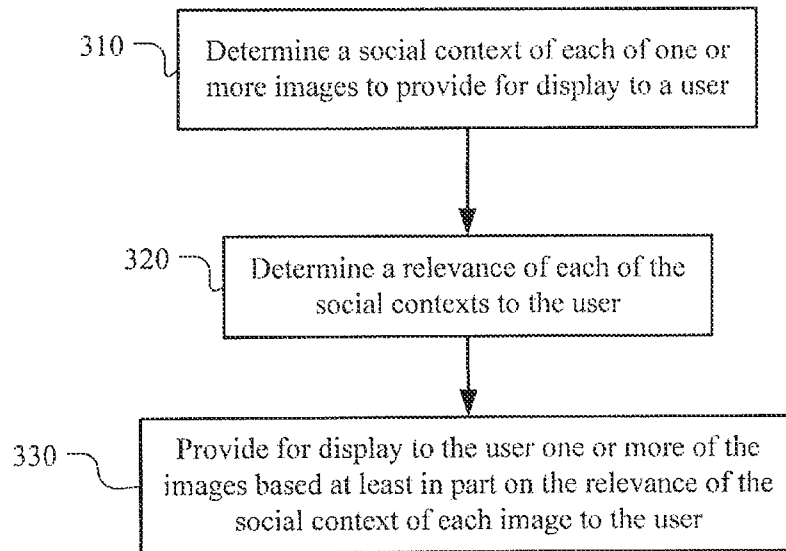 310
Determine a social context of each of one or
more images to provide for display to a user
320
Determine a relevance of each of the
social contexts to the user
330
Provide for display to the user one or more of the
images based at least in part on the relevance of the
social context of each image to the user